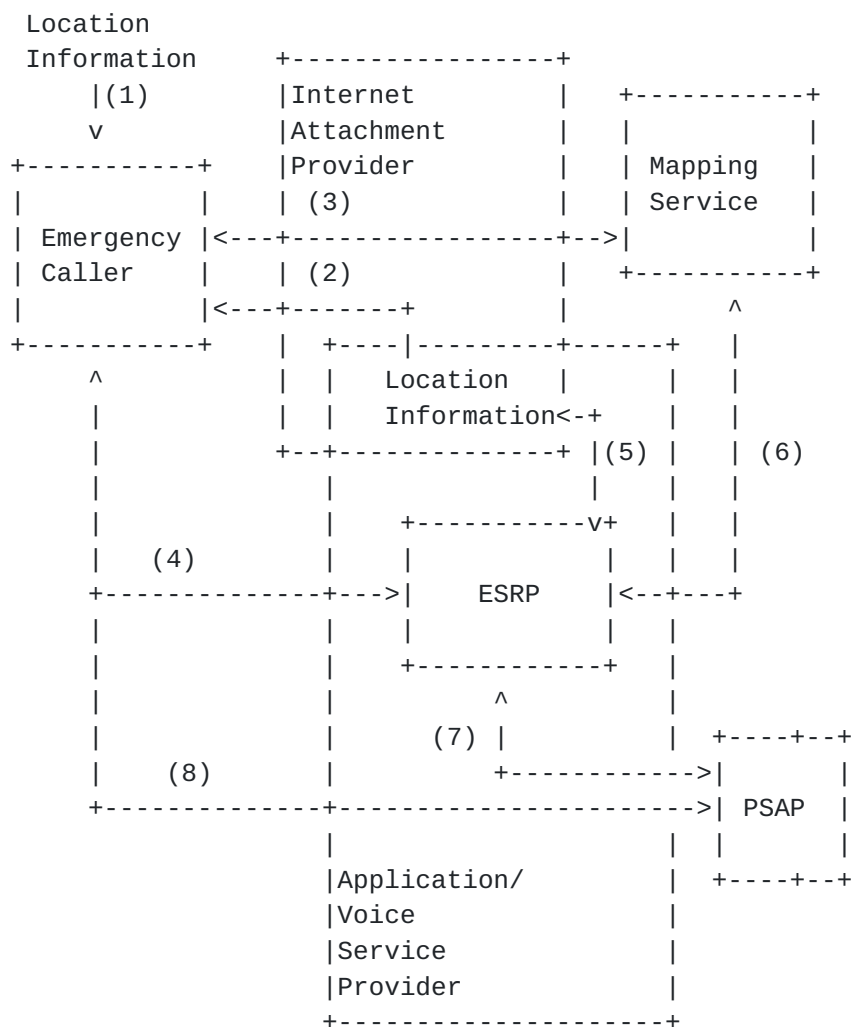 Location
Information
(1)
Internet
Attachment
Provider
Mapping
Service
(3)
Emergency
Caller
(2)
Location
Information
(5)
(6)
(4)
ESRP
(7)
(8)
PSAP
Application/
Voice
Service
Provider